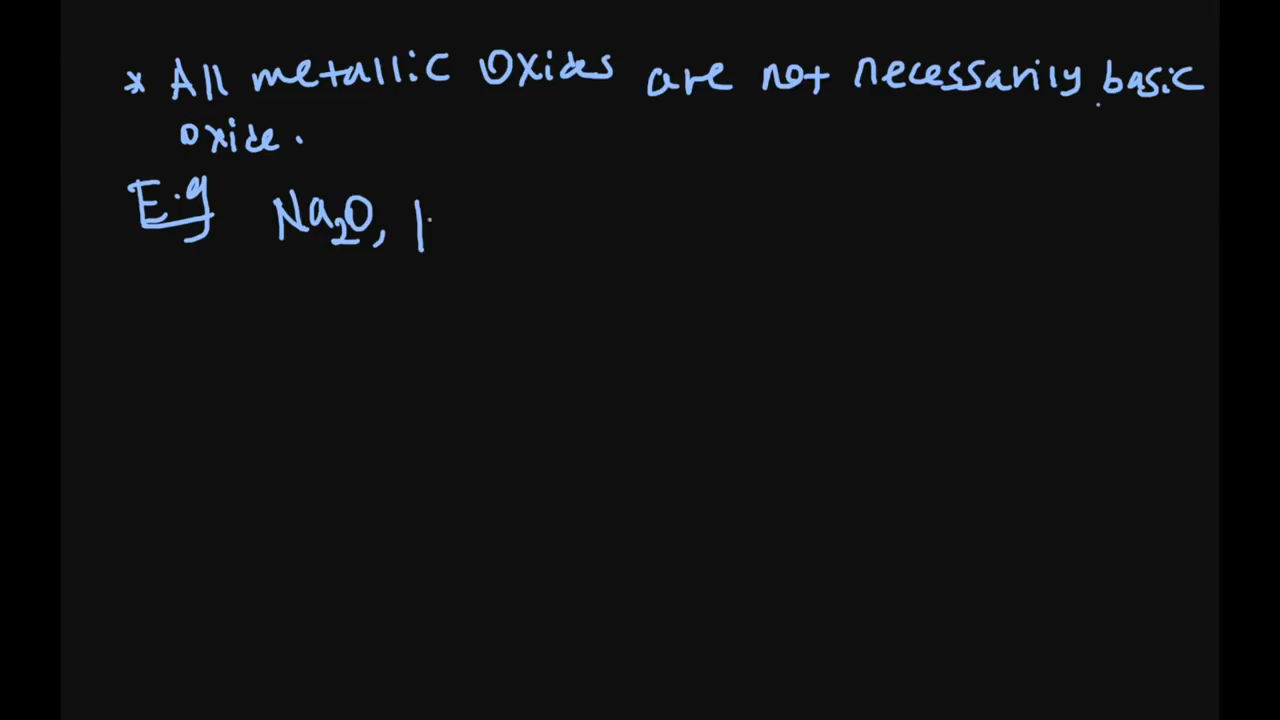 * All metallic oxides are not necessarily basic
oxide.
E.g Na₂O,